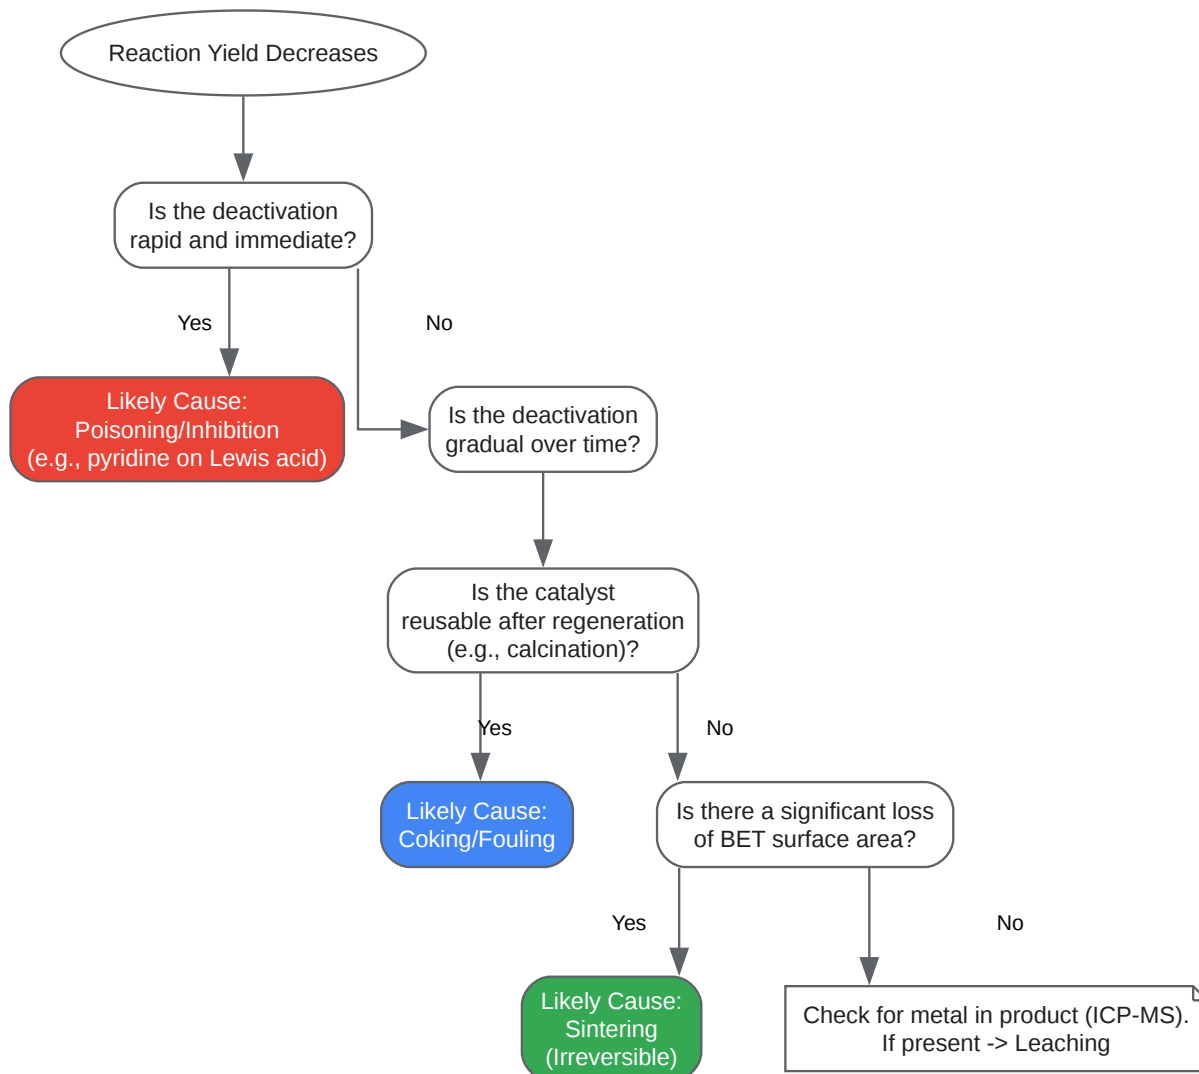 Reaction Yield Decreases
Is the deactivation
rapid and immediate?
Yes
No
Likely Cause:
Poisoning/Inhibition
(e.g., pyridine on Lewis acid)
Is the deactivation
gradual over time?
Is the catalyst
reusable after regeneration
(e.g., calcination)?
Yes
No
Likely Cause:
Coking/Fouling
Is there a significant loss
of BET surface area?
Yes
No
Likely Cause:
Sintering
(Irreversible)
Check for metal in product (ICP-MS).
If present -> Leaching